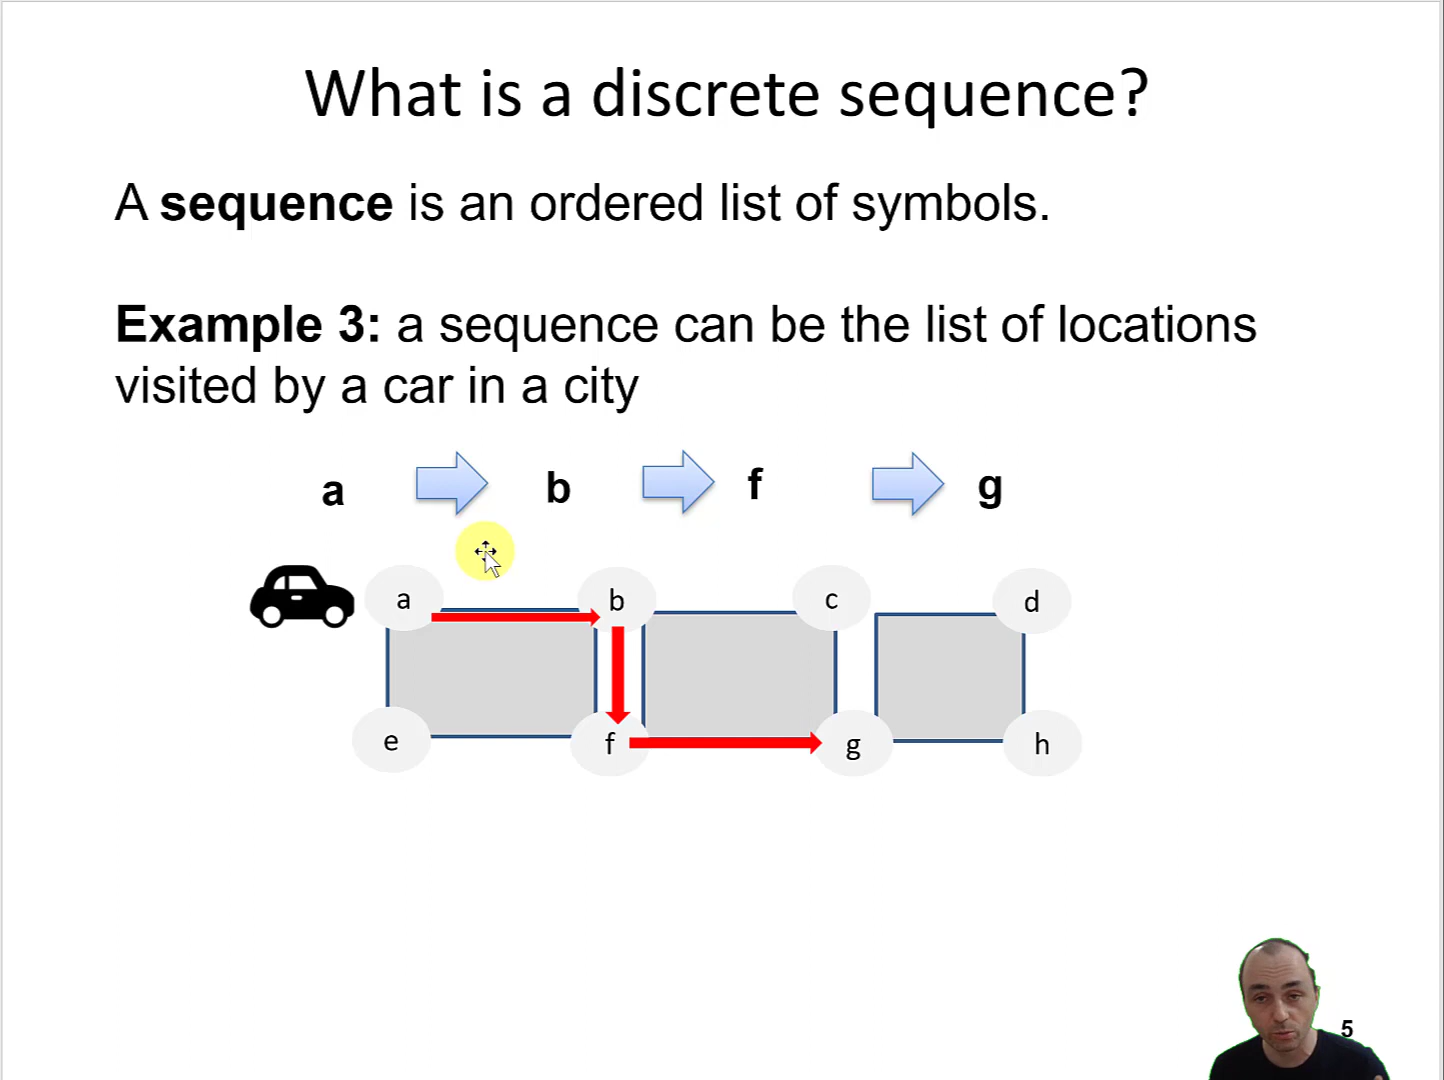 What is a discrete sequence?
A sequence is an ordered list of symbols.
Example 3: a sequence can be the list of locations
visited by a car in a city
a b f g
a b c d
e f g h
5